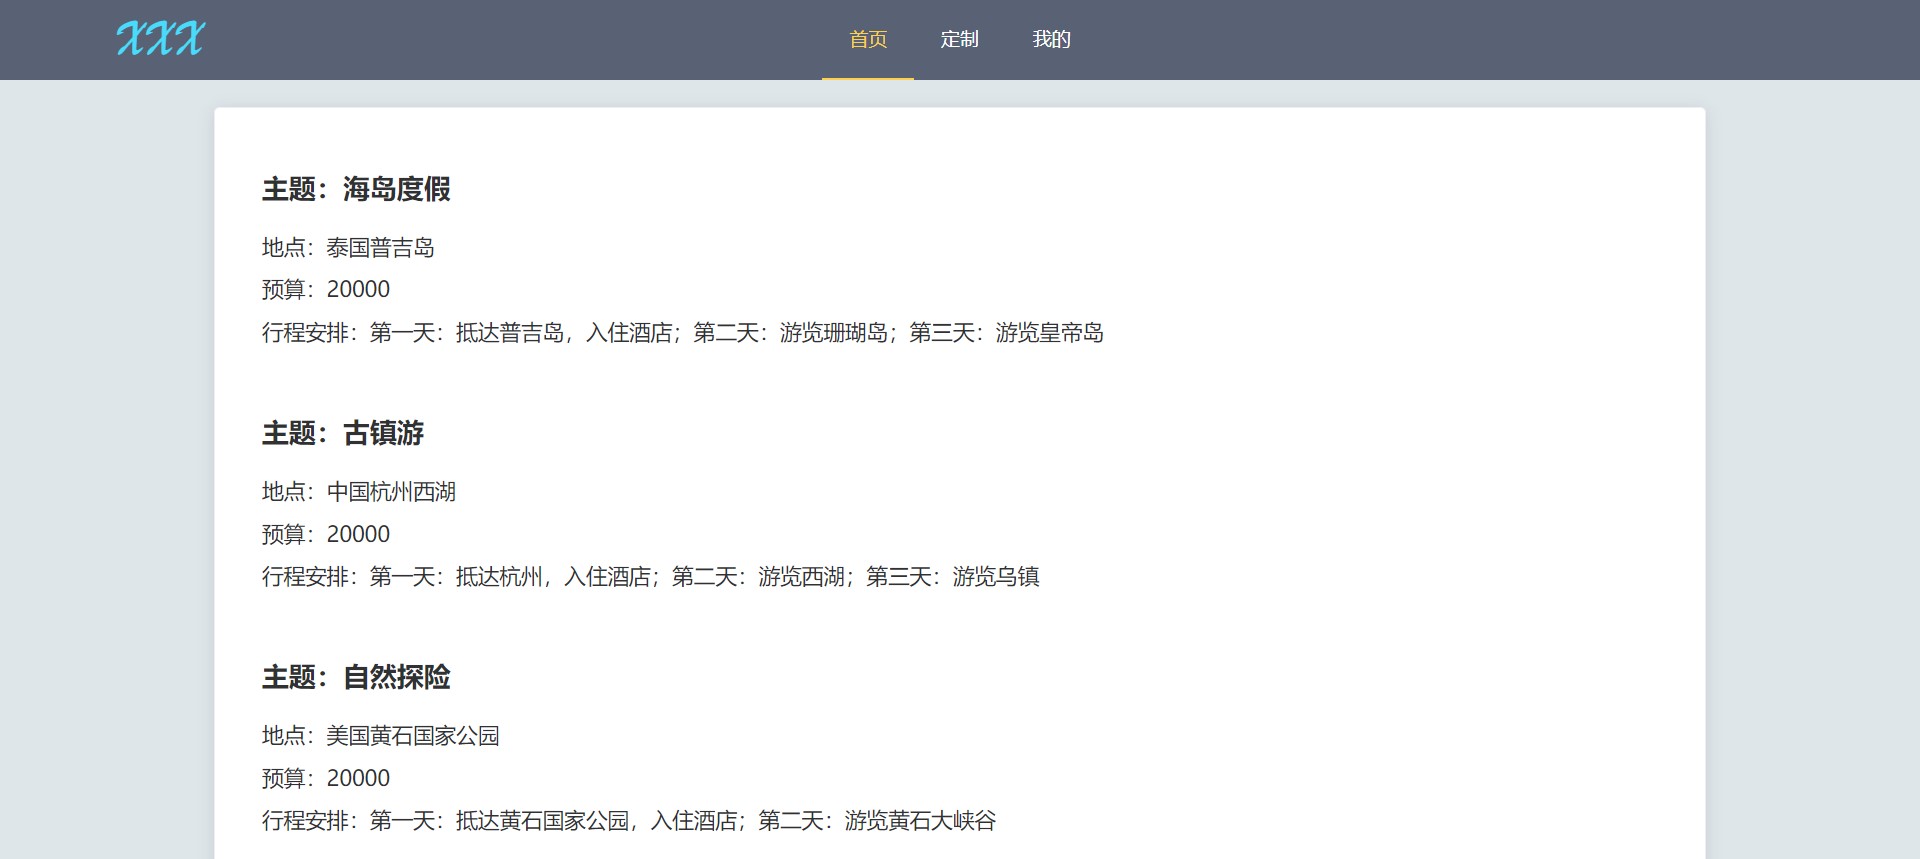 XXX
首页 定制 我的
主题：海岛度假
地点：泰国普吉岛
预算：20000
行程安排：第一天：抵达普吉岛，入住酒店；第二天：游览珊瑚岛；第三天：游览皇帝岛
主题：古镇游
地点：中国杭州西湖
预算：20000
行程安排：第一天：抵达杭州，入住酒店；第二天：游览西湖；第三天：游览乌镇
主题：自然探险
地点：美国黄石国家公园
预算：20000
行程安排：第一天：抵达黄石国家公园，入住酒店；第二天：游览黄石大峡谷